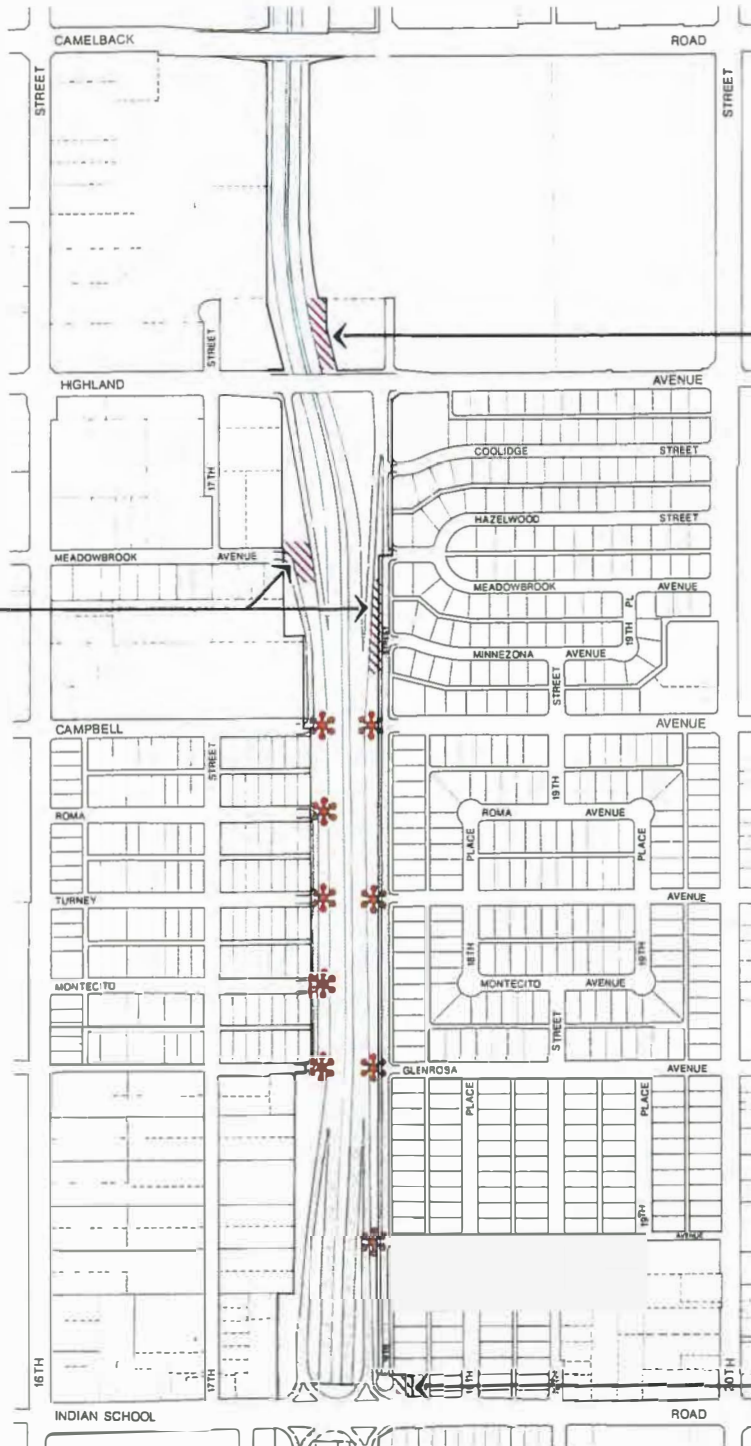 CAMELBACK ROAD
STREET
STREET
STREET
HIGHLAND AVENUE
COOLIDGE STREET
17TH
HAZELWOOD STREET
MEADOWBROOK AVENUE
MEADOWBROOK AVENUE
19TH PL
MINNEZONA AVENUE
STREET
CAMPBELL AVENUE
STREET
19TH
ROMA
ROMA AVENUE
PLACE
PLACE
TURNEY AVENUE
18TH
19TH
MONTECITO
MONTECITO AVENUE
STREET
GLENROSA AVENUE
PLACE
PLACE
19TH
AVENUE
16TH
17TH
20TH
INDIAN SCHOOL ROAD